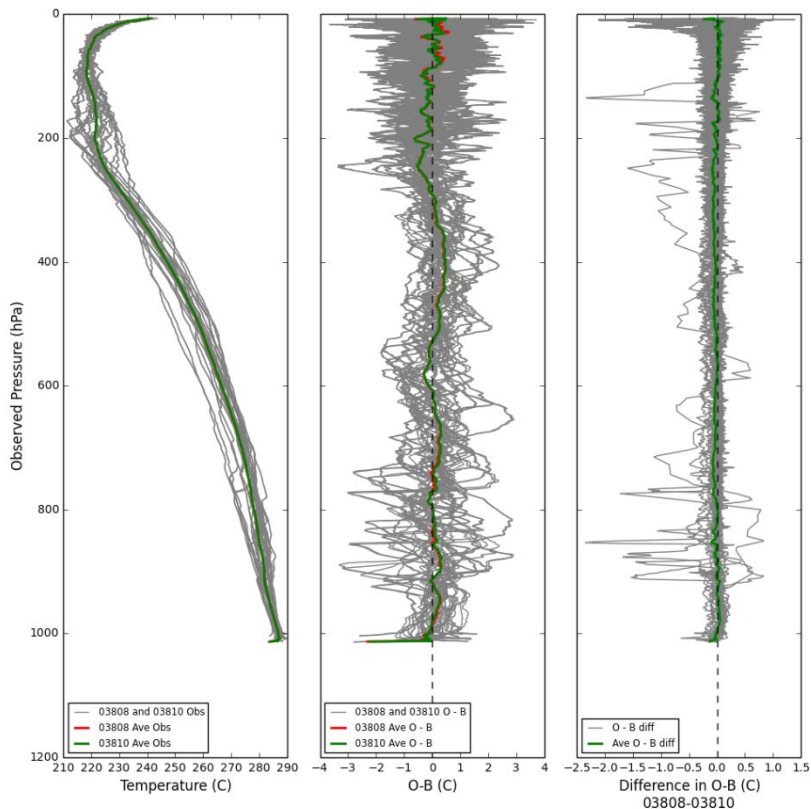 0
200
400
600
800
1000
1200
Observed Pressure (hPa)
210 220 230 240 250 260 270 280 290
Temperature (C)
03808 and 03810 Obs
03808 Ave Obs
03810 Ave Obs
−4 −3 −2 −1 0 1 2 3 4
O-B (C)
03808 and 03810 O - B
03808 Ave O - B
03810 Ave O - B
−2.5 −2.0 −1.5 −1.0 −0.5 0.0 0.5 1.0 1.5
Difference in O-B (C)
03808-03810
O - B diff
Ave O - B diff